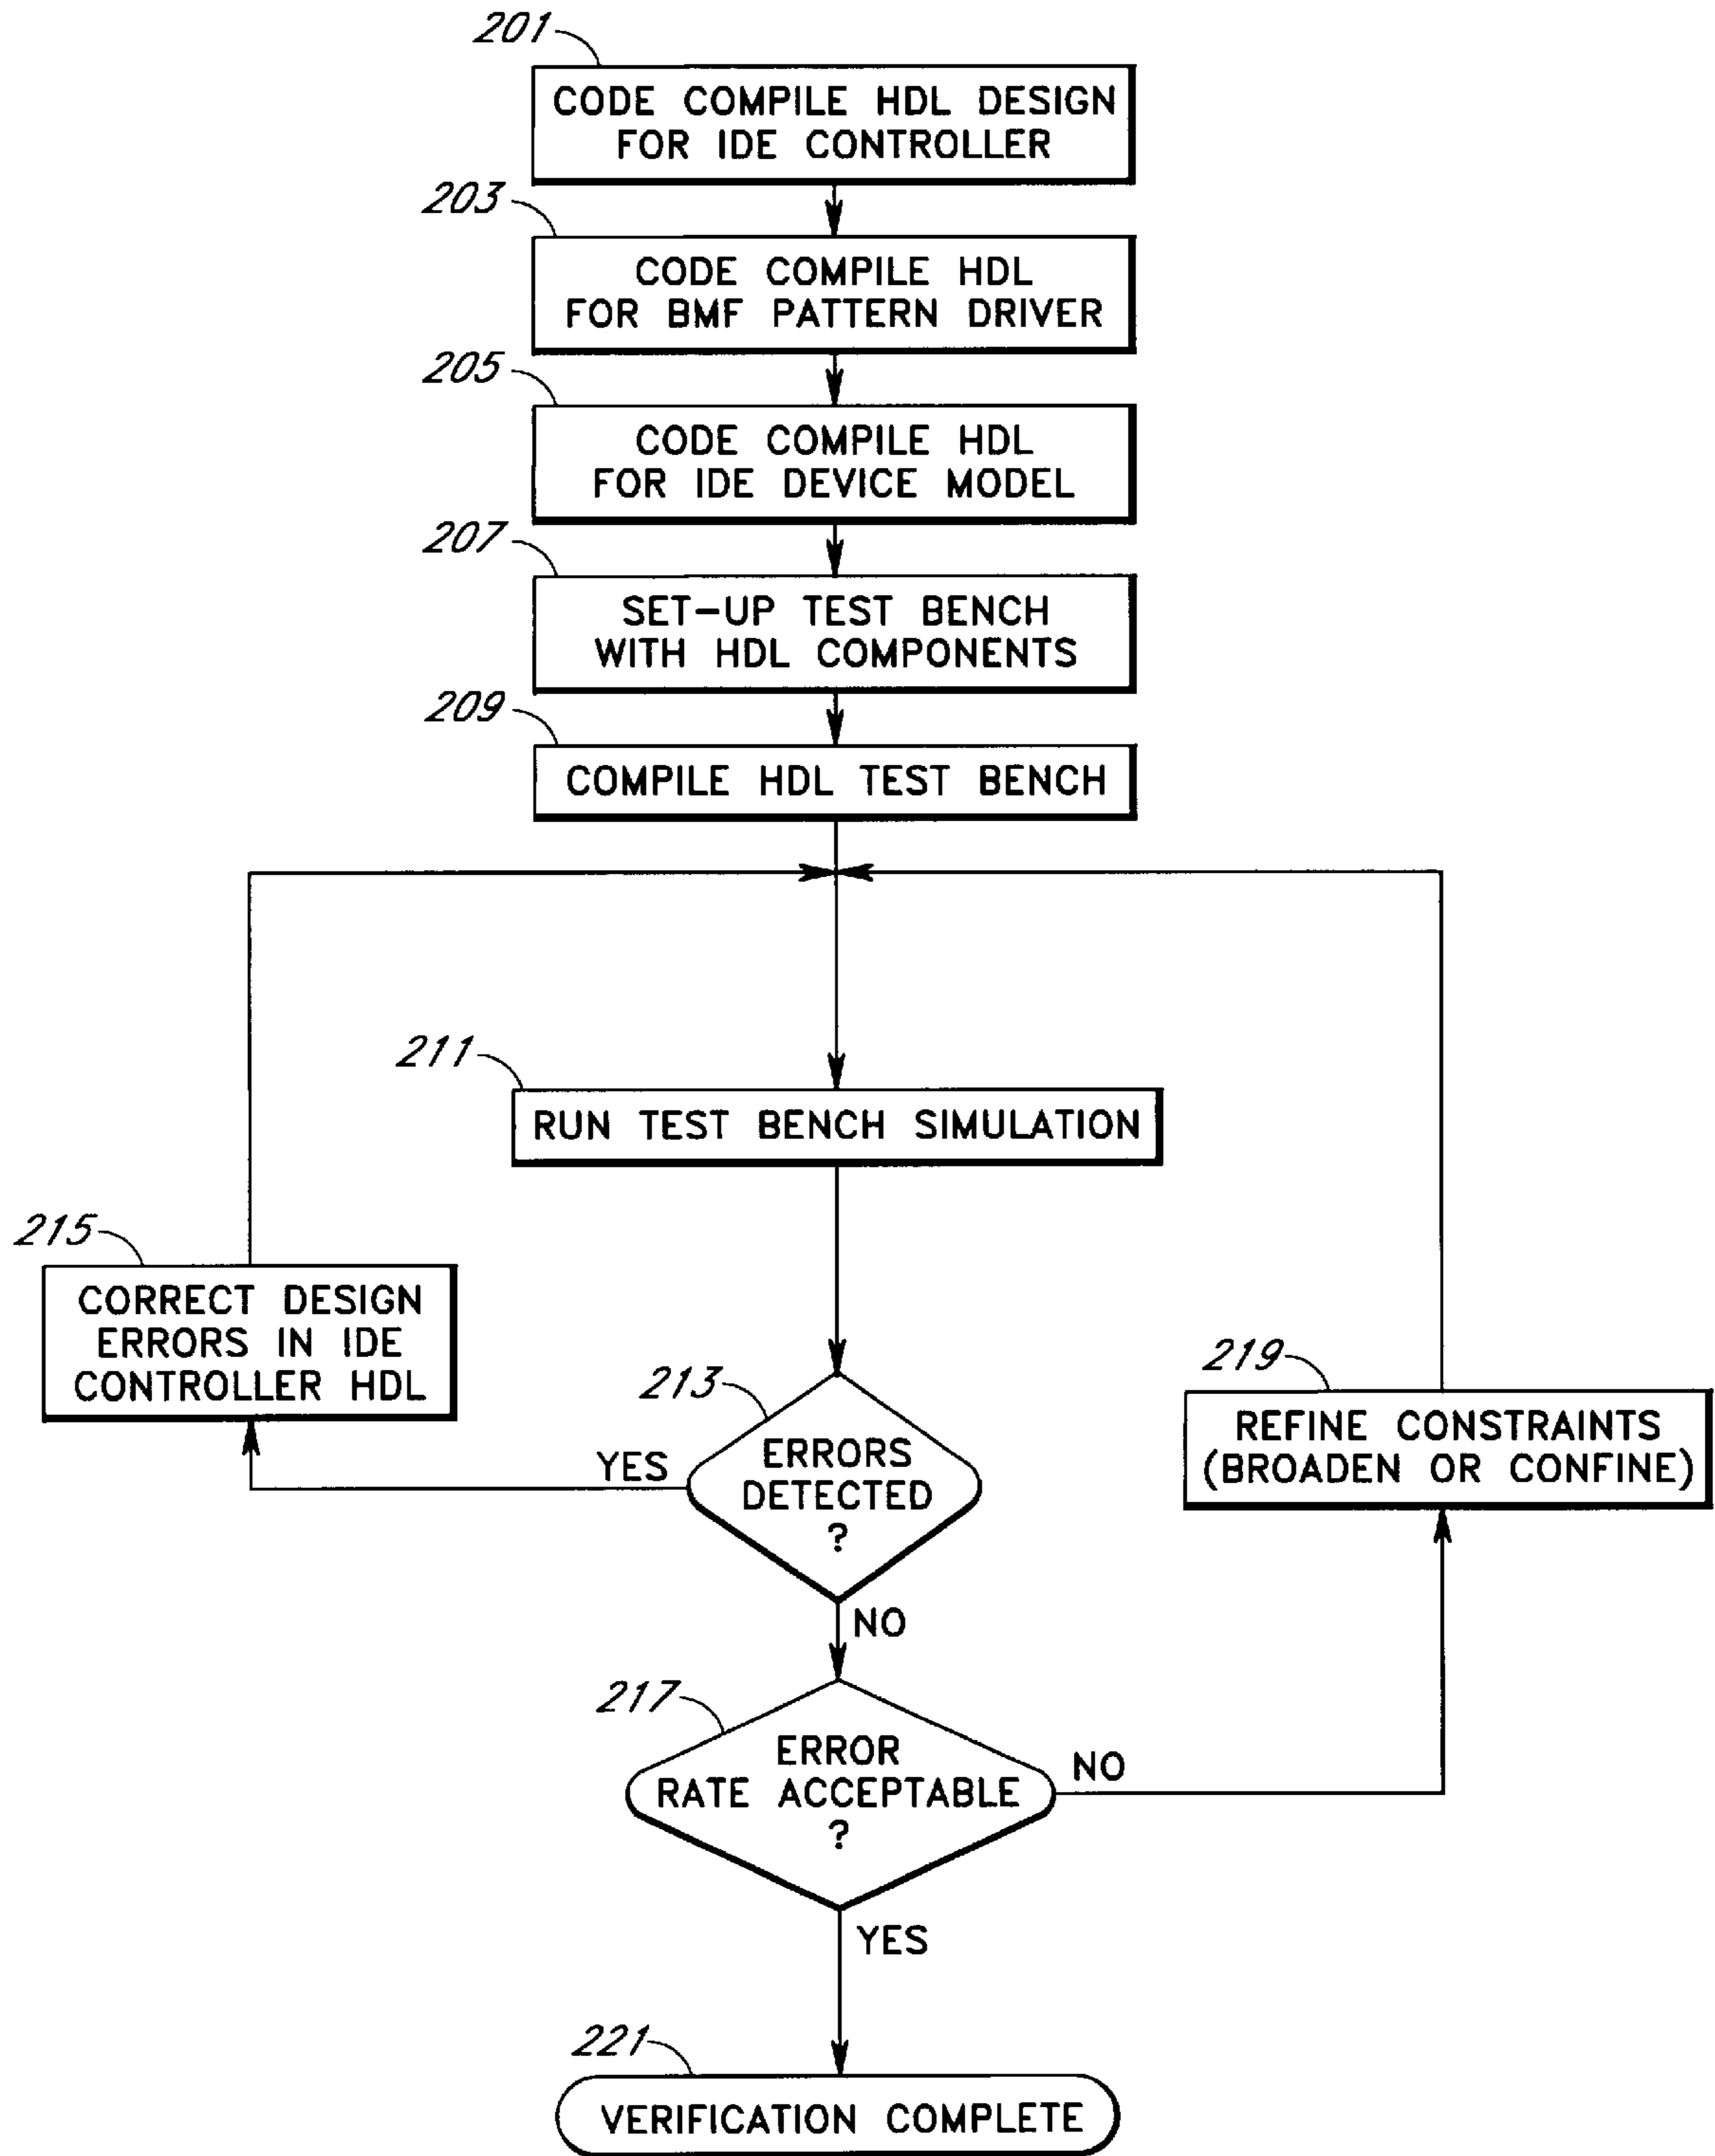 201
CODE COMPILE HDL DESIGN
FOR IDE CONTROLLER
203
CODE COMPILE HDL
FOR BMF PATTERN DRIVER
205
CODE COMPILE HDL
FOR IDE DEVICE MODEL
207
SET-UP TEST BENCH
WITH HDL COMPONENTS
209
COMPILE HDL TEST BENCH
211
RUN TEST BENCH SIMULATION
215
CORRECT DESIGN
ERRORS IN IDE
CONTROLLER HDL
213
ERRORS
DETECTED
?
YES
NO
219
REFINE CONSTRAINTS
(BROADEN OR CONFINE)
217
ERROR
RATE ACCEPTABLE
?
NO
YES
221
VERIFICATION COMPLETE